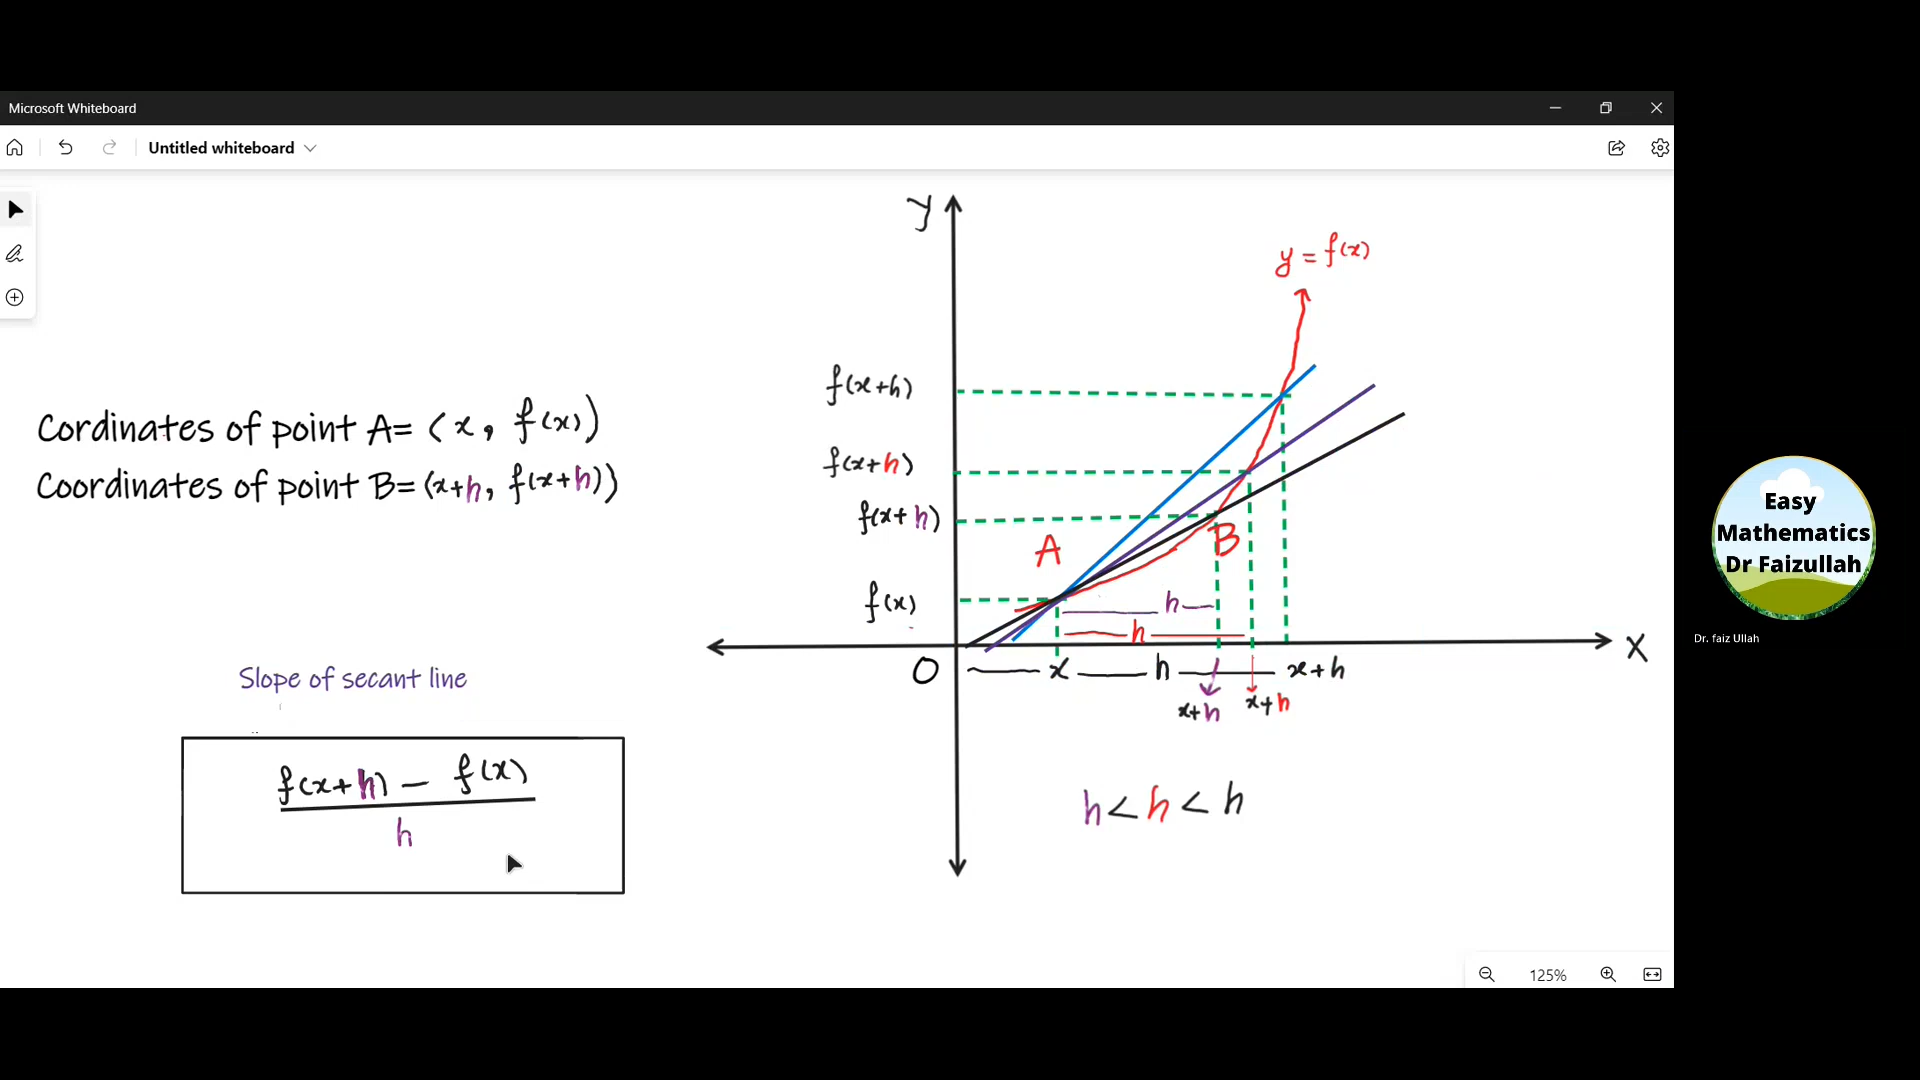 Microsoft Whiteboard
Untitled whiteboard
y
y = f(x)
f(x+h)
Cordinates of point A= (x, f(x))
f(x+h)
Coordinates of point B= (x+h, f(x+h))
f(x+h)
A
B
f(x)
h
h
O
x
h
x+h
X
x+h
x+h
Slope of secant line
f(x+h) - f(x)
h
h < h < h
125%
Easy
Mathematics
Dr Faizullah
Dr. faiz Ullah